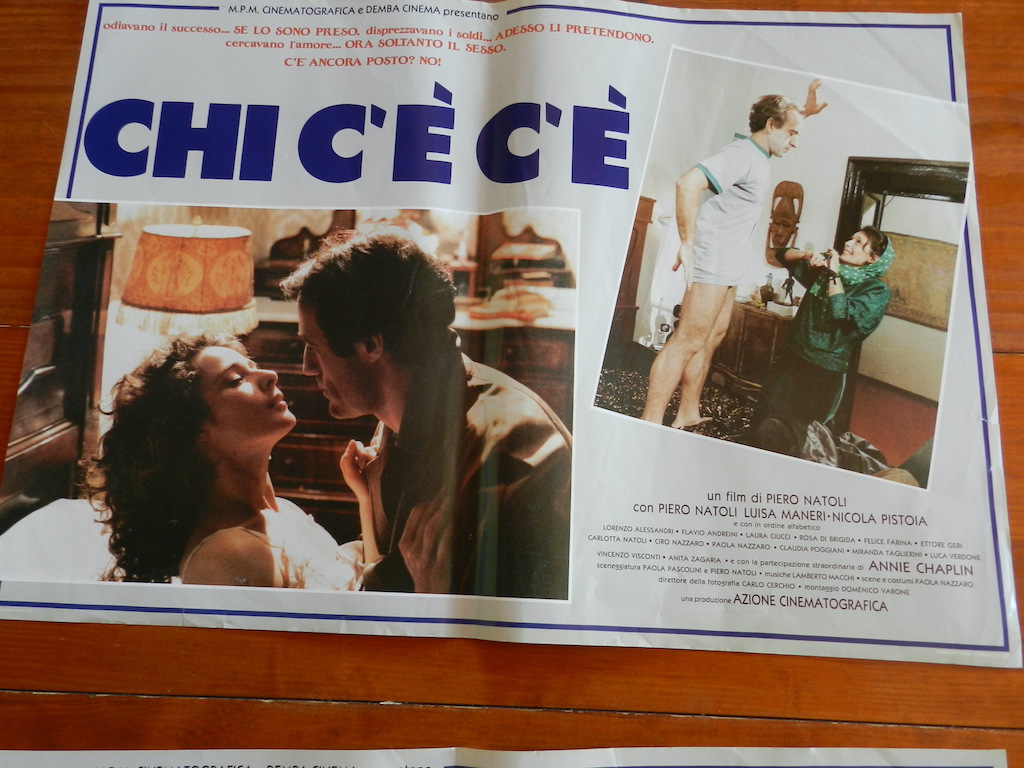 M.P.M. CINEMATOGRAFICA e DEMBA CINEMA presentano
odiavano il successo... SE LO SONO PRESO, disprezzavano i soldi... ADESSO LI PRETENDONO,
cercavano l'amore... ORA SOLTANTO IL SESSO.
C'E' ANCORA POSTO? NO!
CHI C'È C'È
un film di PIERO NATOLI
con PIERO NATOLI LUISA MANERI • NICOLA PISTOIA
e con in ordine alfabetico
LORENZO ALESSANDRI • FLAVIO ANDREINI • LAURA CIUCCI • ROSA DI BRIGIDA • FELICE FARINA • ETTORE GERI
CARLOTTA NATOLI • CIRO NAZZARO • PAOLA NAZZARO • CLAUDIA POGGIANI • MIRANDA TAGLIERINI • LUCA VERDONE
VINCENZO VISCONTI • ANITA ZAGARIA • e con la partecipazione straordinaria di ANNIE CHAPLIN
sceneggiatura PAOLA PASCOLINI e PIERO NATOLI • musiche LAMBERTO MACCHI • scene e costumi PAOLA NAZZARO
direttore della fotografia CARLO CERCHIO • montaggio DOMENICO VARONE
una produzione AZIONE CINEMATOGRAFICA